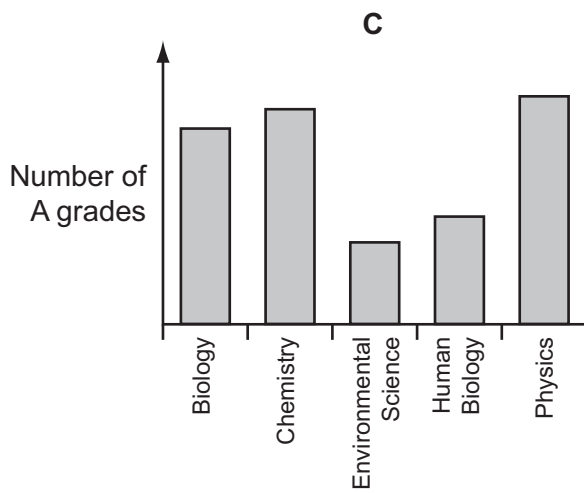 C
Number of
A grades
Biology
Chemistry
Environmental
Science
Human
Biology
Physics